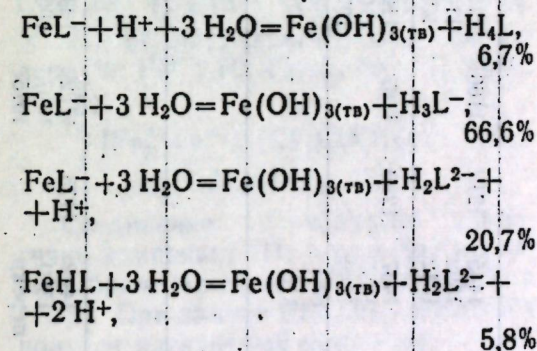 FeL⁻+H⁺+3 H₂O=Fe(OH)₃₍тв₎+H₄L,
6,7%
FeL⁻+3 H₂O=Fe(OH)₃₍тв₎+H₃L⁻,
66,6%
FeL⁻+3 H₂O=Fe(OH)₃₍тв₎+H₂L²⁻+
+H⁺,
20,7%
FeHL+3 H₂O=Fe(OH)₃₍тв₎+H₂L²⁻+
+2 H⁺,
5,8%